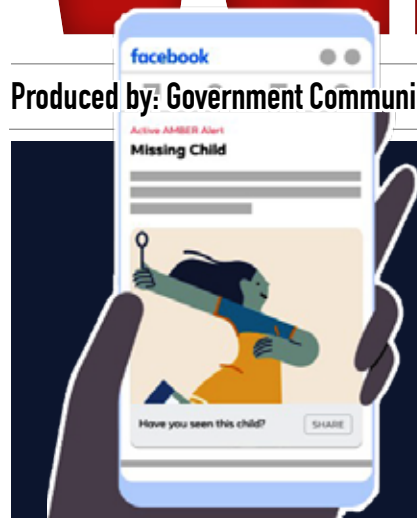 facebook
Produced by: Government Communi
Active AMBER Alert
Missing Child
Have you seen this child?
SHARE